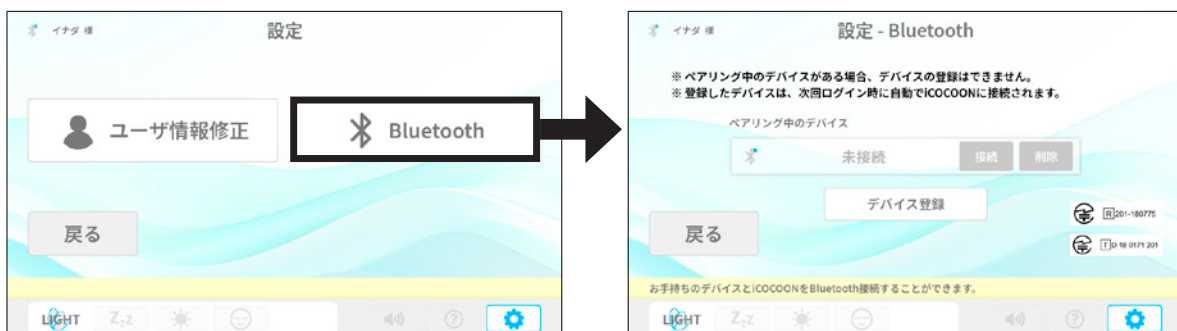 イナダ 様
設定
ユーザ情報修正
Bluetooth
戻る
LIGHT
ZzZ
イナダ 様
設定 - Bluetooth
※ ペアリング中のデバイスがある場合、デバイスの登録はできません。
※ 登録したデバイスは、次回ログイン時に自動でiCOCOONに接続されます。
ペアリング中のデバイス
未接続
接続
削除
デバイス登録
R 201-180775
戻る
T D 18 0171 201
お手持ちのデバイスとiCOCOONをBluetooth接続することができます。
LIGHT
ZzZ
?
?